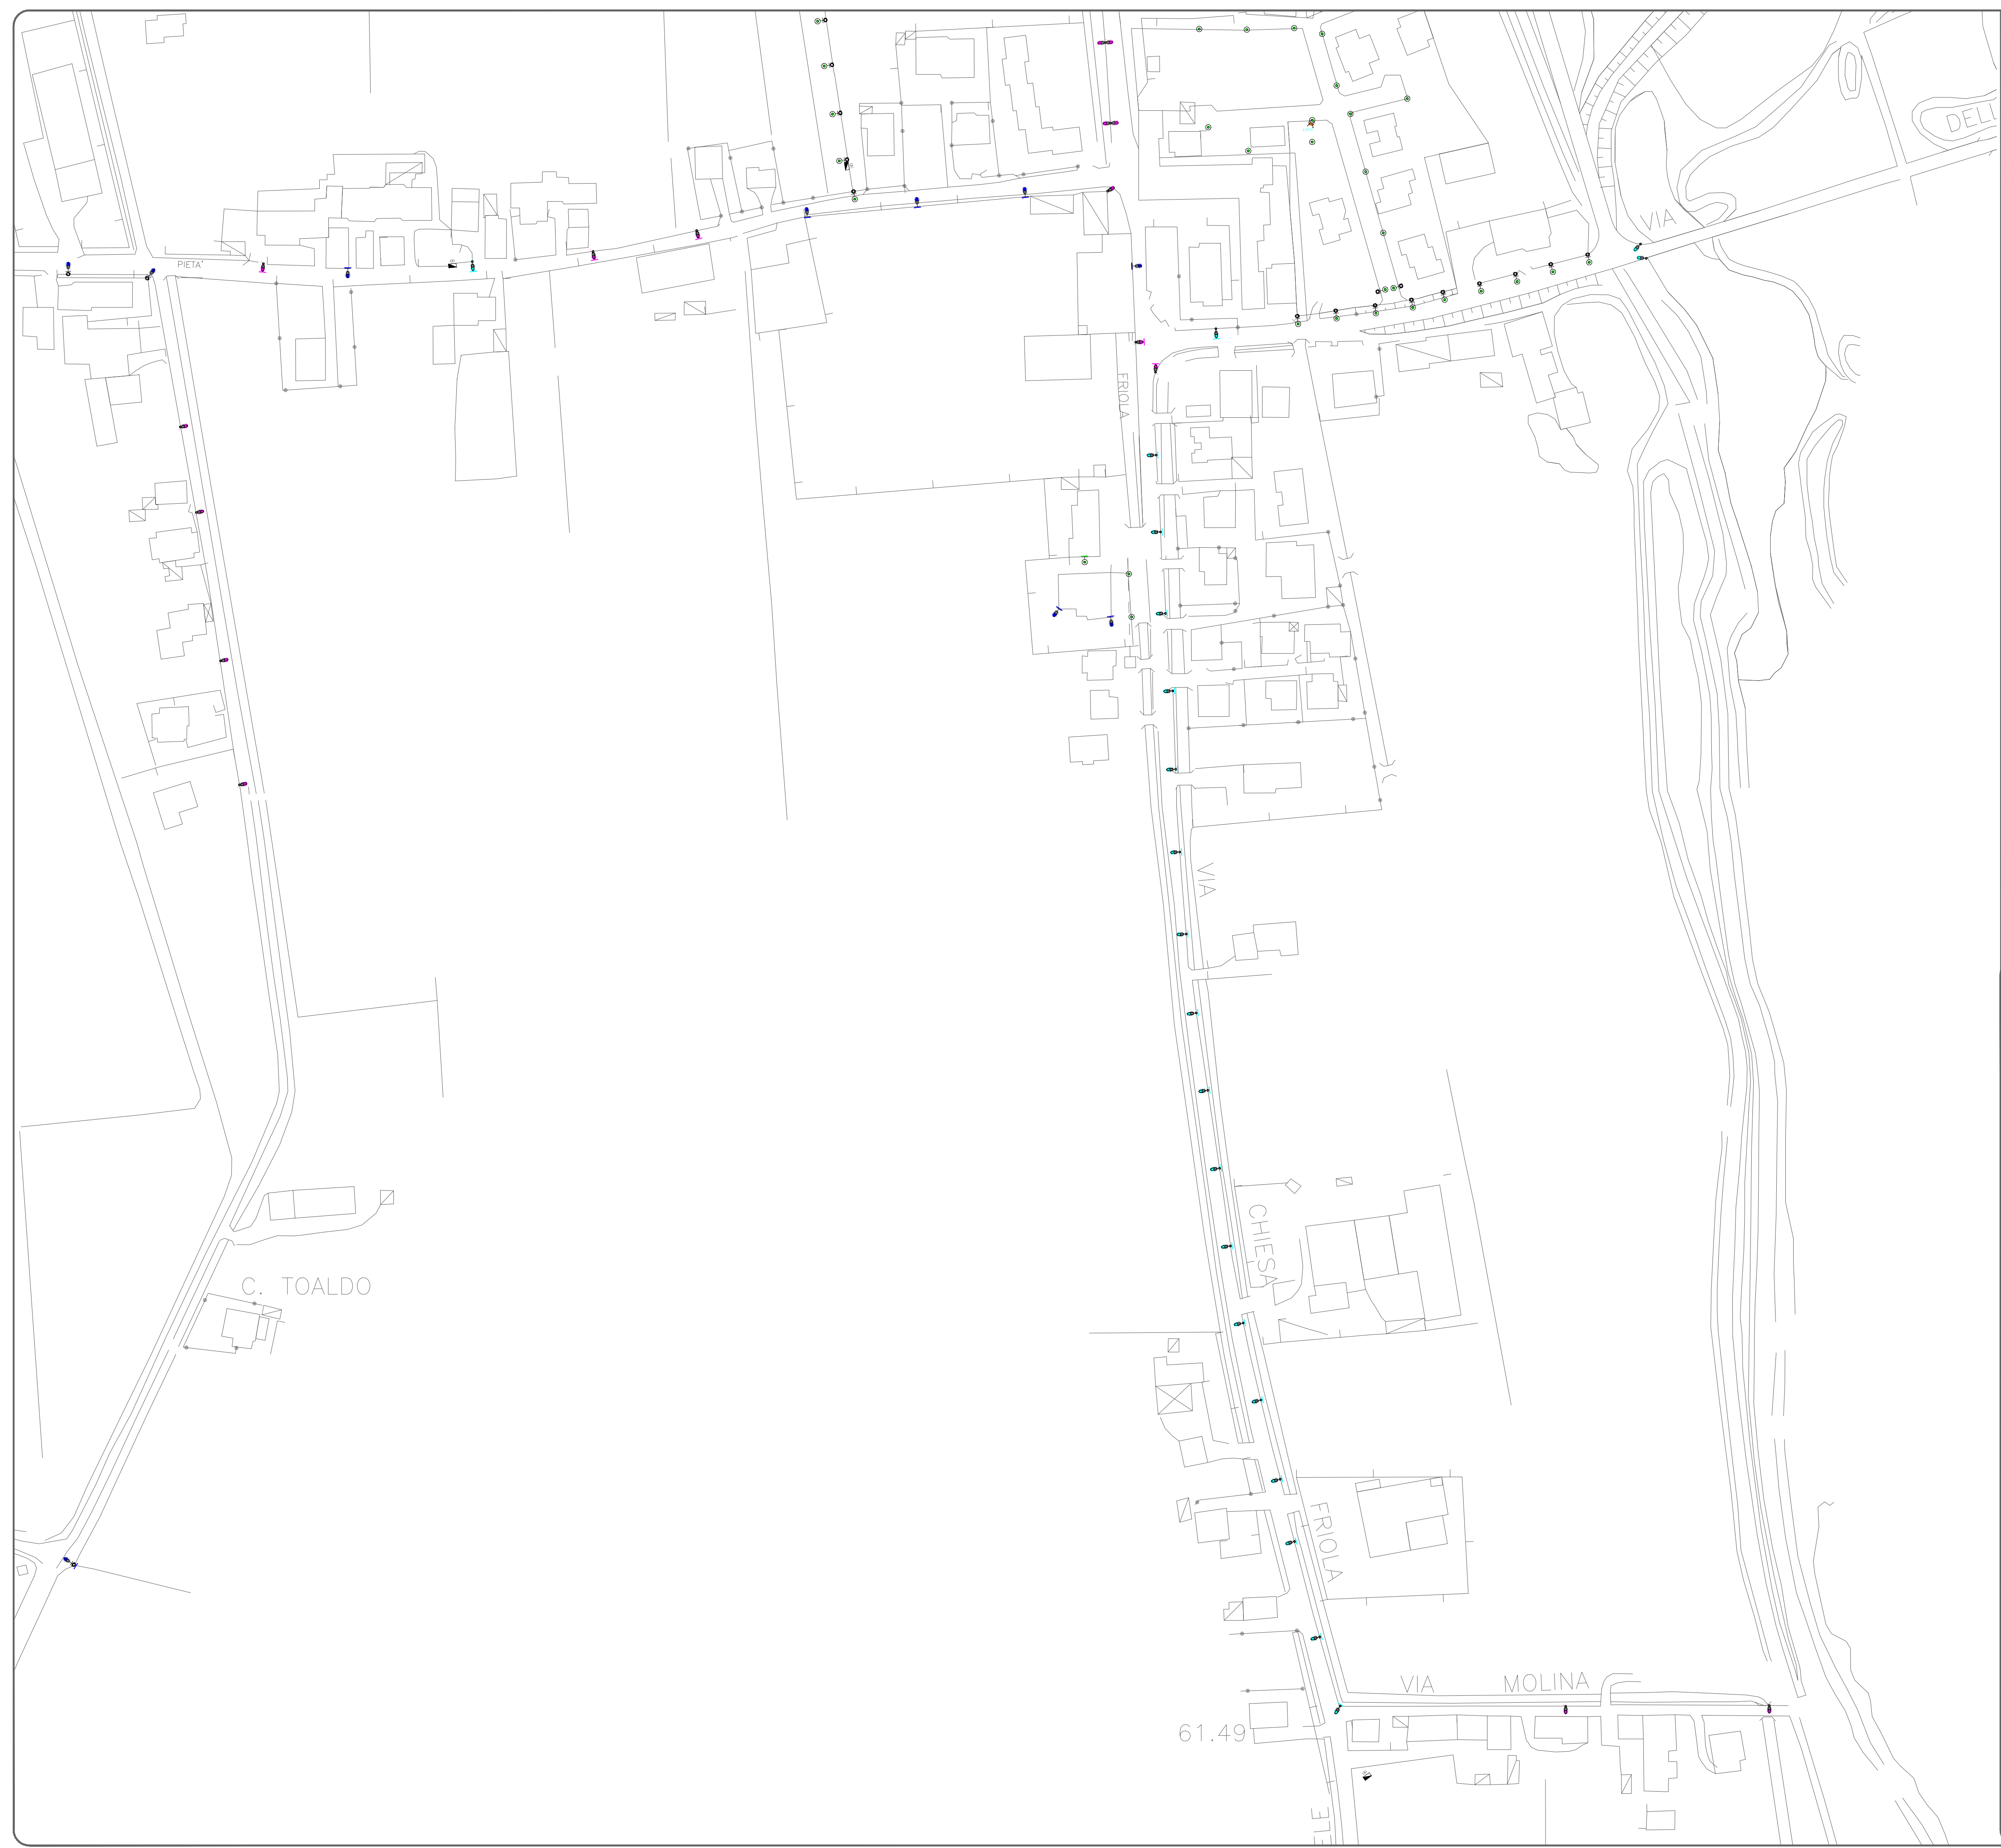 DELL
VIA
PIETA'
FRIOLA
VIA
CHIESA
C. TOALDO
FRIOLA
VIA MOLINA
61.49